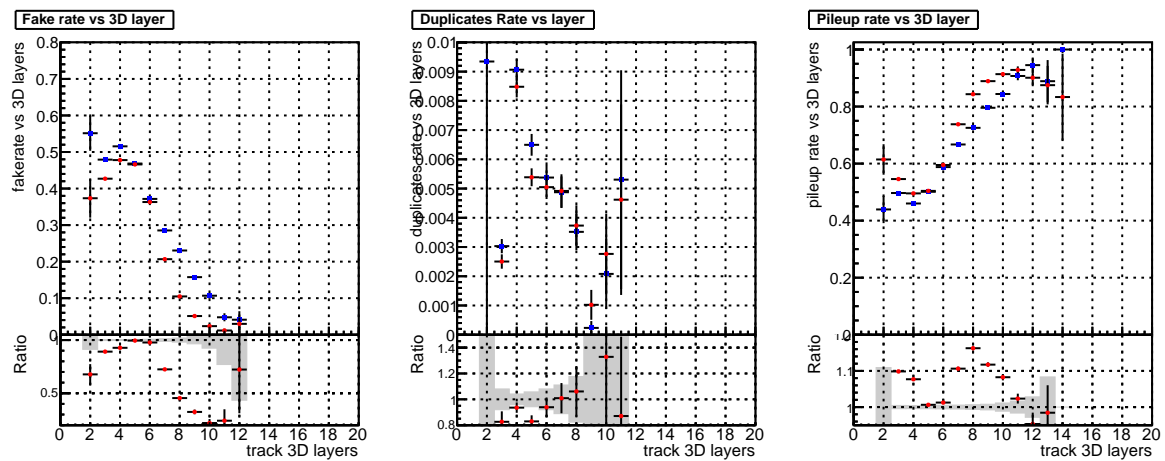 Fake rate vs 3D layer
Duplicates Rate vs layer
Pileup rate vs 3D layer
fakerate vs 3D layers
0.8
0.7
0.6
0.5
0.4
0.3
0.2
0.1
0
Ratio
0.5
0 2 4 6 8 10 12 14 16 18 20
track 3D layers
duplicates rate vs 3D layers
0.01
0.009
0.008
0.007
0.006
0.005
0.004
0.003
0.002
0.001
0
Ratio
1.4
1.2
1
0.8
0 2 4 6 8 10 12 14 16 18 20
track 3D layers
pileup rate vs 3D layers
1
0.8
0.6
0.4
0.2
0
Ratio
1.1
1
0 2 4 6 8 10 12 14 16 18 20
track 3D layers